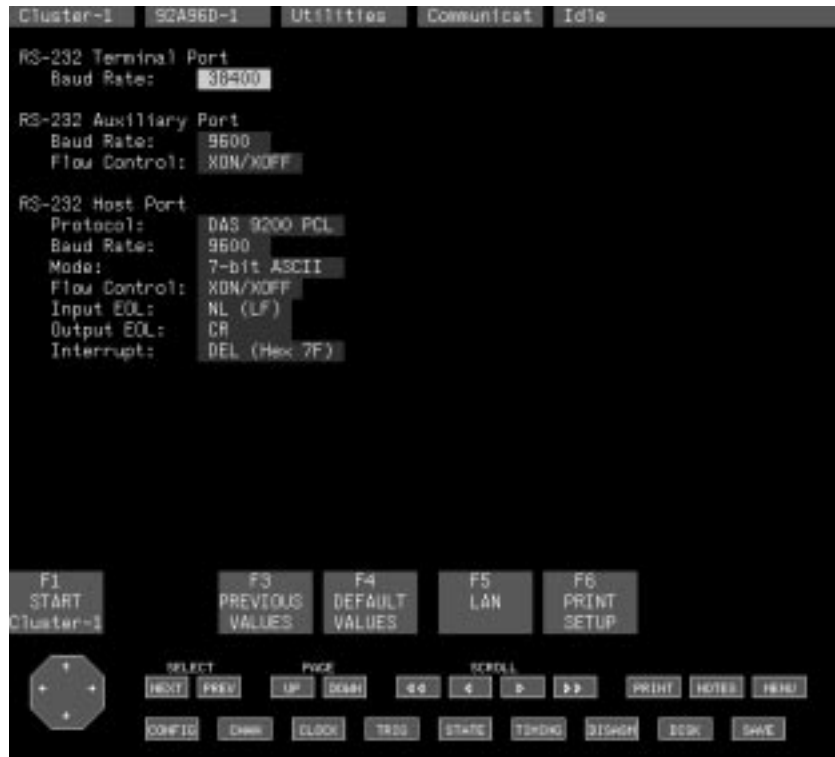 Cluster-1 92A96D-1 Utilities Communicat Idle
RS-232 Terminal Port
Baud Rate: 38400
RS-232 Auxiliary Port
Baud Rate: 9600
Flow Control: XON/XOFF
RS-232 Host Port
Protocol: DAS 9200 PCL
Baud Rate: 9600
Mode: 7-bit ASCII
Flow Control: XON/XOFF
Input EOL: NL (LF)
Output EOL: CR
Interrupt: DEL (Hex 7F)
F1 F3 F4 F5 F6
START PREVIOUS DEFAULT LAN PRINT
Cluster-1 VALUES VALUES SETUP
SELECT PAGE SCROLL
NEXT PREV UP DOWN PRINT NOTES MENU
CONFIG CHAN CLOCK TRIG STATE TIMING DISASM DISK SAVE